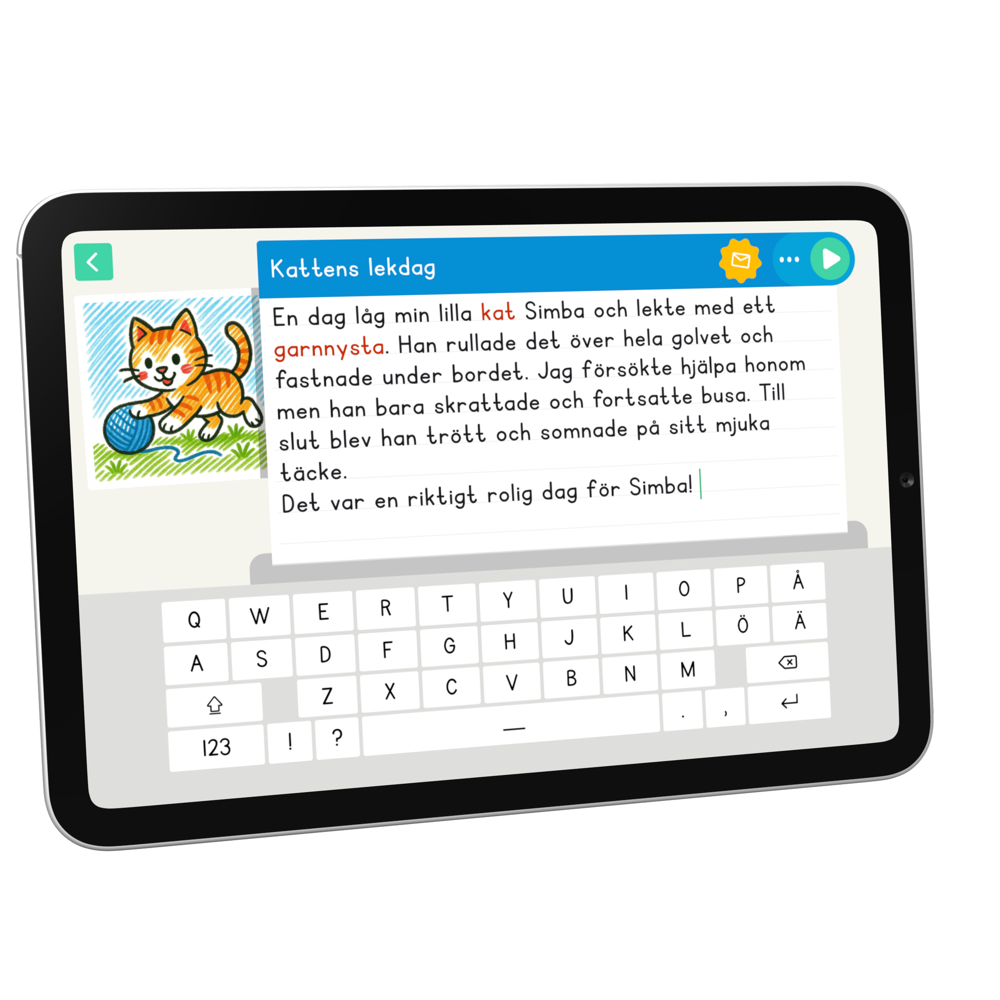 Kattens lekdag
En dag låg min lilla kat Simba och lekte med ett
garnnysta. Han rullade det över hela golvet och
fastnade under bordet. Jag försökte hjälpa honom
men han bara skrattade och fortsatte busa. Till
slut blev han trött och somnade på sitt mjuka
täcke.
Det var en riktigt rolig dag för Simba!
Q W E R T Y U I O P Å
A S D F G H J K L Ö Ä
Z X C V B N M
123 ! ? . ,